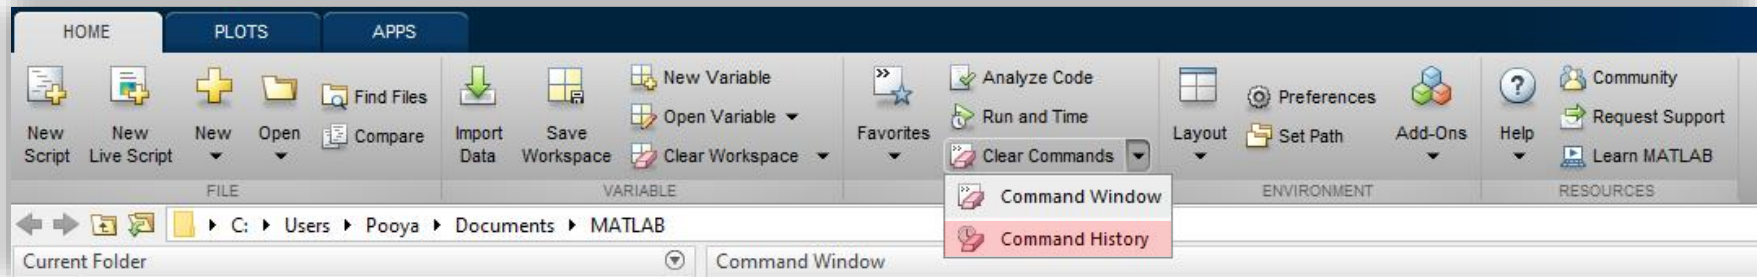 HOME PLOTS APPS
New Script
New Live Script
New
Open
Find Files
Compare
Import Data
Save Workspace
New Variable
Open Variable
Clear Workspace
Favorites
Analyze Code
Run and Time
Clear Commands
Layout
Preferences
Set Path
Add-Ons
Help
Community
Request Support
Learn MATLAB
FILE VARIABLE ENVIRONMENT RESOURCES
Command Window
Command History
C: Users Pooya Documents MATLAB
Current Folder
Command Window